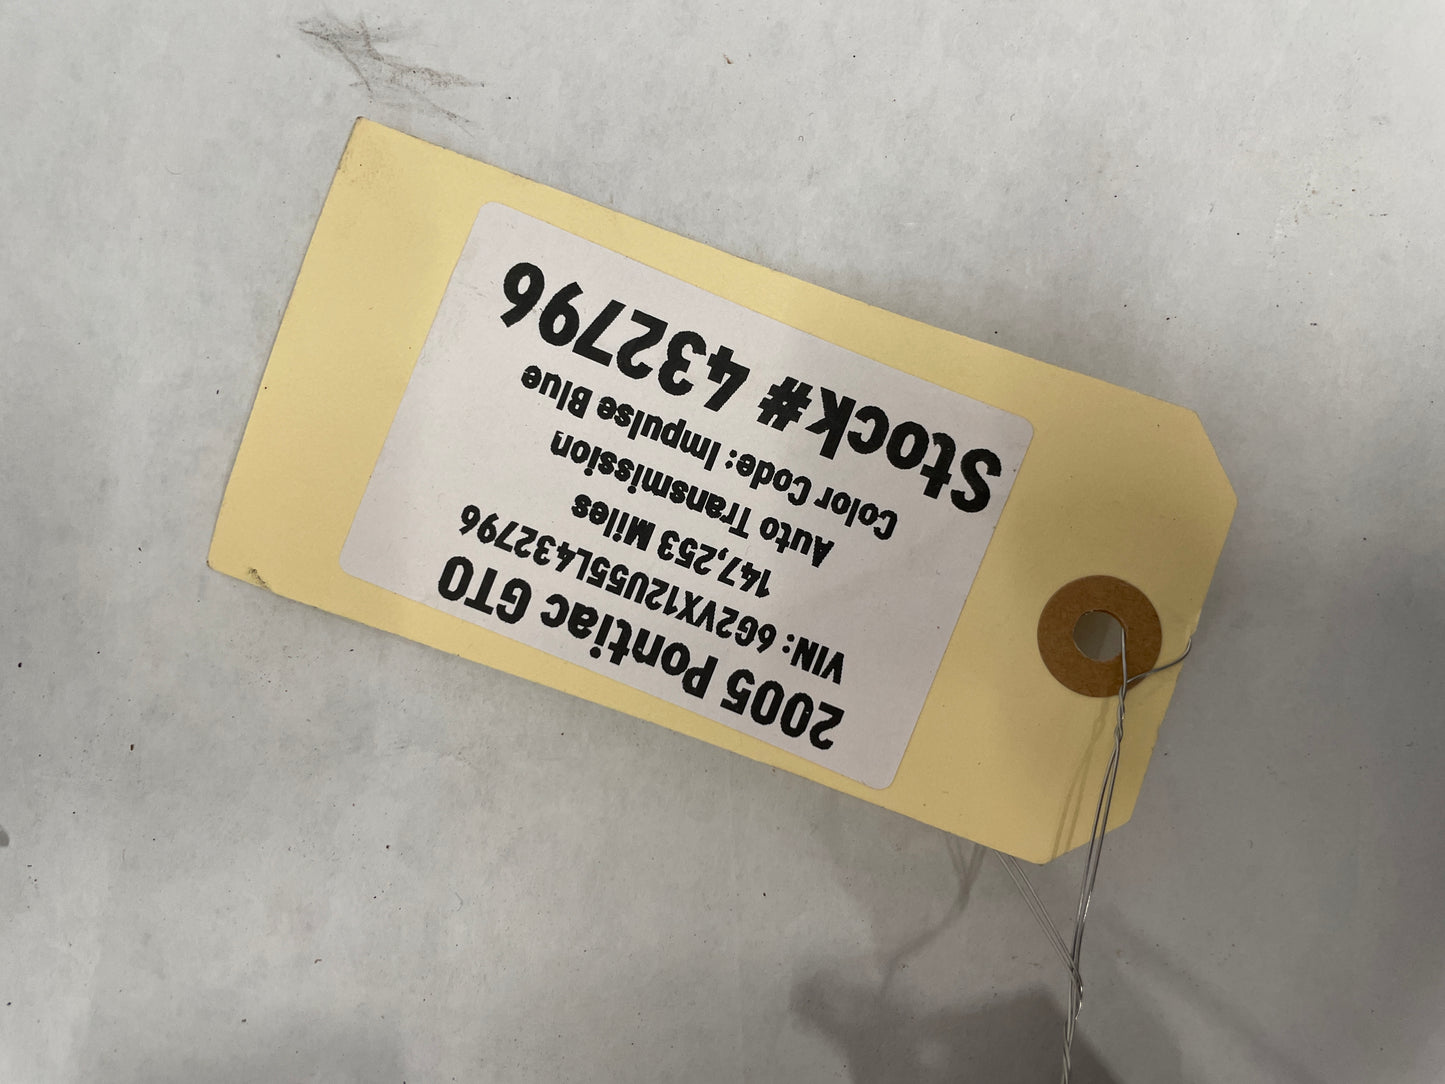 2005 Pontiac GTO
VIN: 6G2VX12U55L432796
147,253 Miles
Auto Transmission
Color Code: Impulse Blue
Stock# 432796